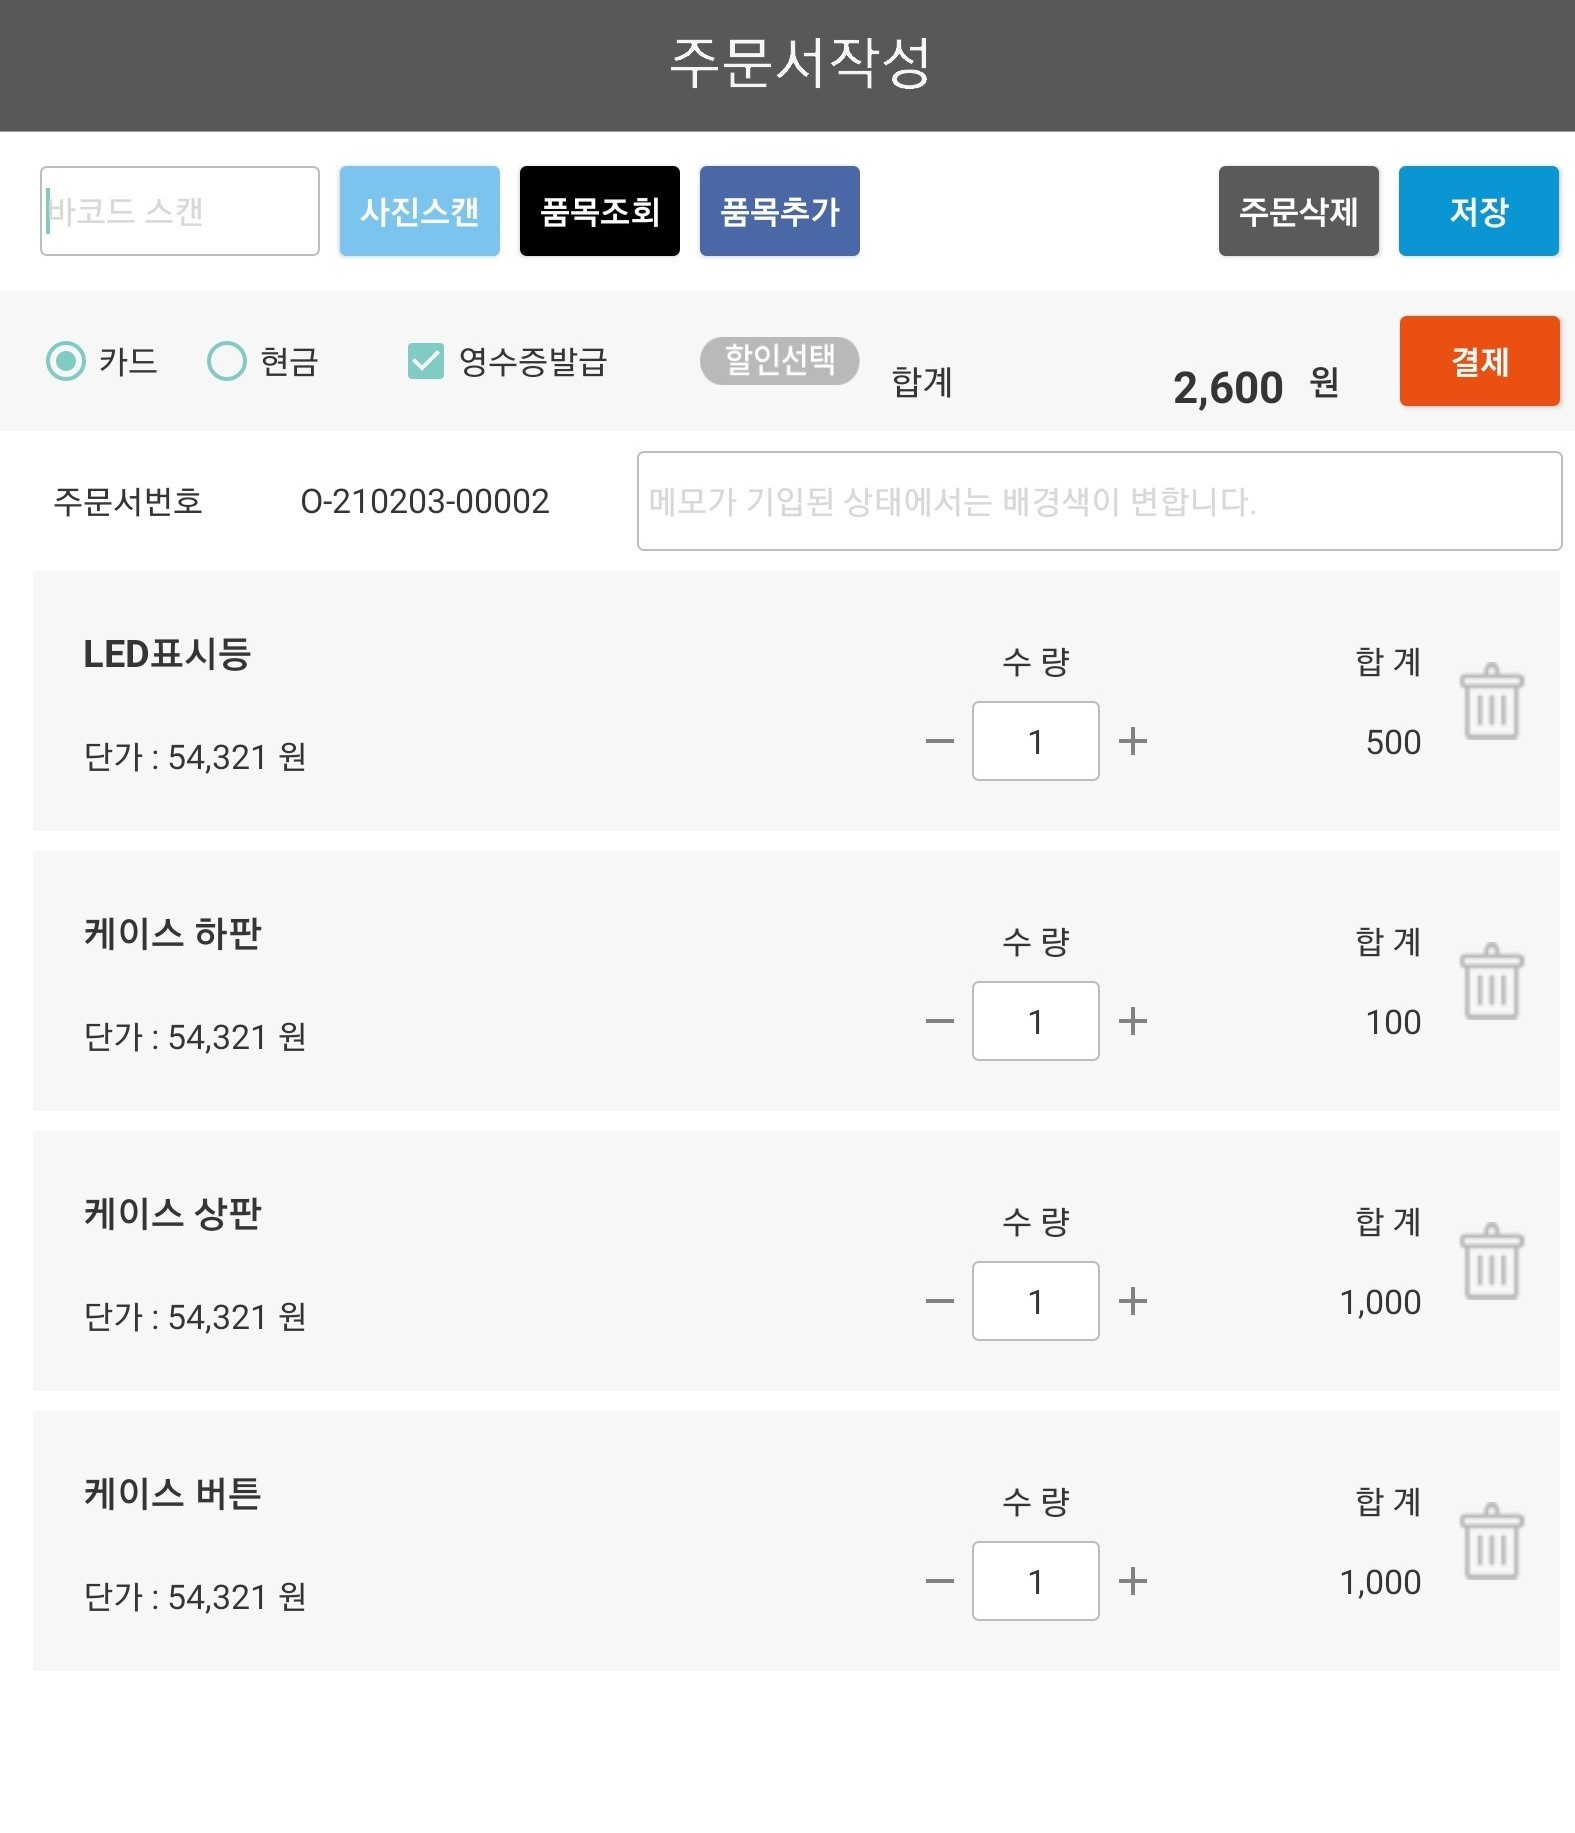 주문서작성
바코드 스캔
사진스캔
품목조회
품목추가
주문삭제
저장
카드
현금
영수증발급
할인선택
합계
2,600 원
결제
주문서번호
O-210203-00002
메모가 기입된 상태에서는 배경색이 변합니다.
LED표시등
수 량
합 계
단가 : 54,321 원
1
500
케이스 하판
수 량
합 계
단가 : 54,321 원
1
100
케이스 상판
수 량
합 계
단가 : 54,321 원
1
1,000
케이스 버튼
수 량
합 계
단가 : 54,321 원
1
1,000